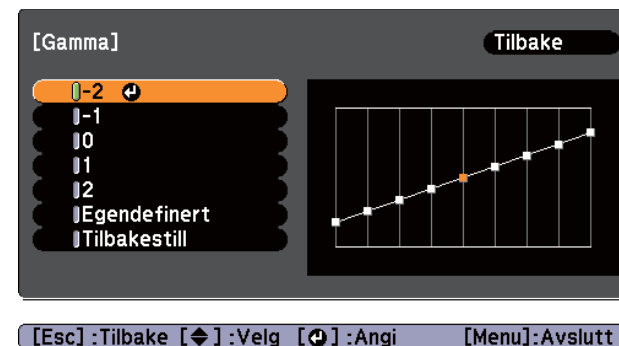 [Gamma] Tilbake
-2
-1
0
1
2
Egendefinert
Tilbakestill
[Esc] :Tilbake [] :Velg [] :Angi [Menu]:Avslutt